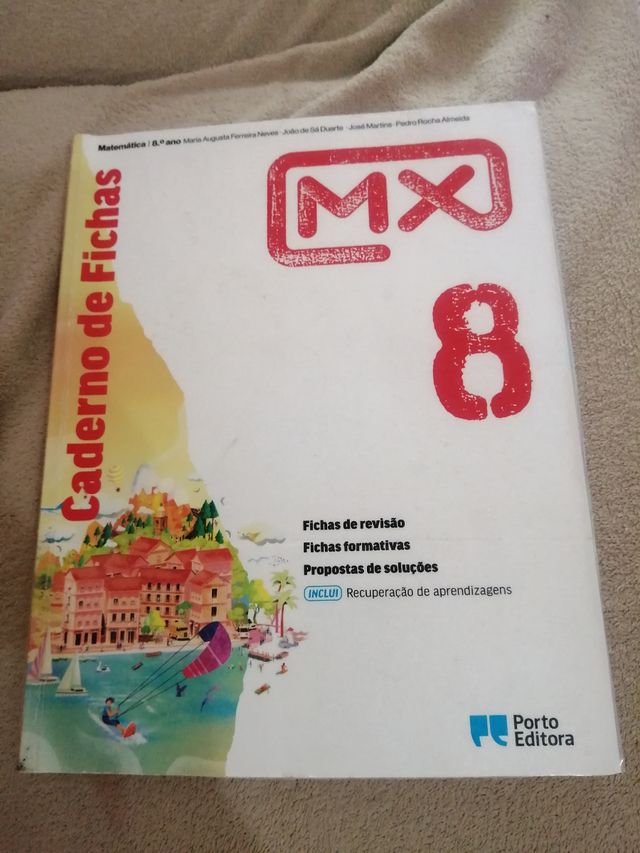 Matemática | 8.º ano Maria Augusta Ferreira Neves · João de Sá Duarte · José Martins · Pedro Rocha Almeida
Caderno de Fichas
MX
8
Fichas de revisão
Fichas formativas
Propostas de soluções
INCLUI Recuperação de aprendizagens
Porto
Editora